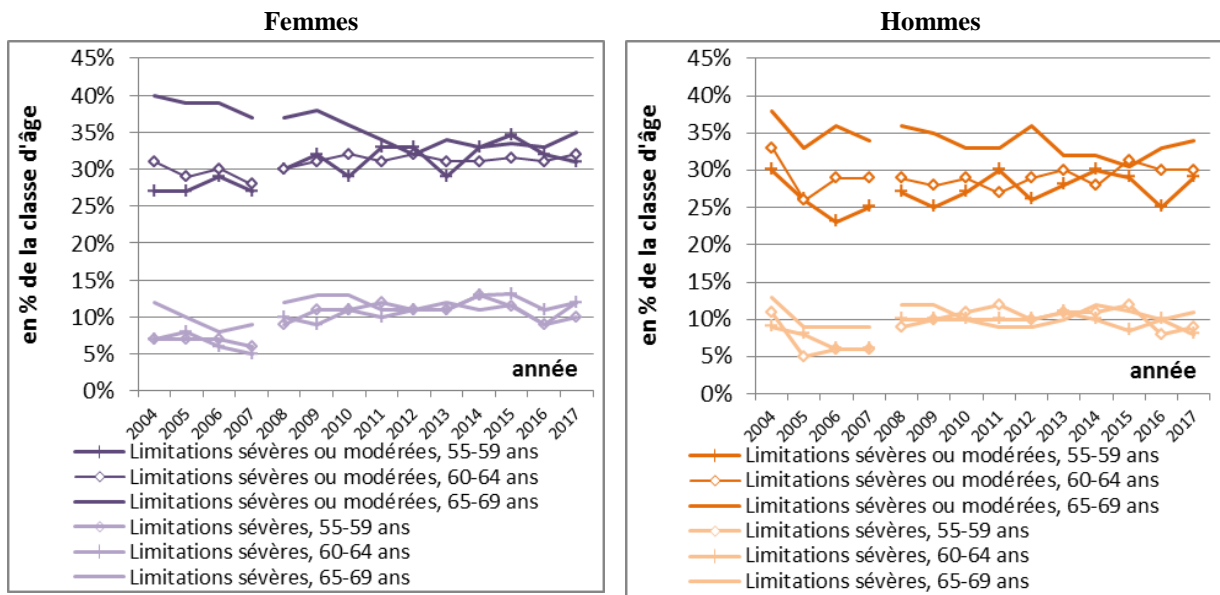 Femmes
en % de la classe d'âge
45%
40%
35%
30%
25%
20%
15%
10%
5%
0%
année
2004
2005
2006
2007
2008
2009
2010
2011
2012
2013
2014
2015
2016
2017
Limitations sévères ou modérées, 55-59 ans
Limitations sévères ou modérées, 60-64 ans
Limitations sévères ou modérées, 65-69 ans
Limitations sévères, 55-59 ans
Limitations sévères, 60-64 ans
Limitations sévères, 65-69 ans
Hommes
en % de la classe d'âge
45%
40%
35%
30%
25%
20%
15%
10%
5%
0%
année
2004
2005
2006
2007
2008
2009
2010
2011
2012
2013
2014
2015
2016
2017
Limitations sévères ou modérées, 55-59 ans
Limitations sévères ou modérées, 60-64 ans
Limitations sévères ou modérées, 65-69 ans
Limitations sévères, 55-59 ans
Limitations sévères, 60-64 ans
Limitations sévères, 65-69 ans